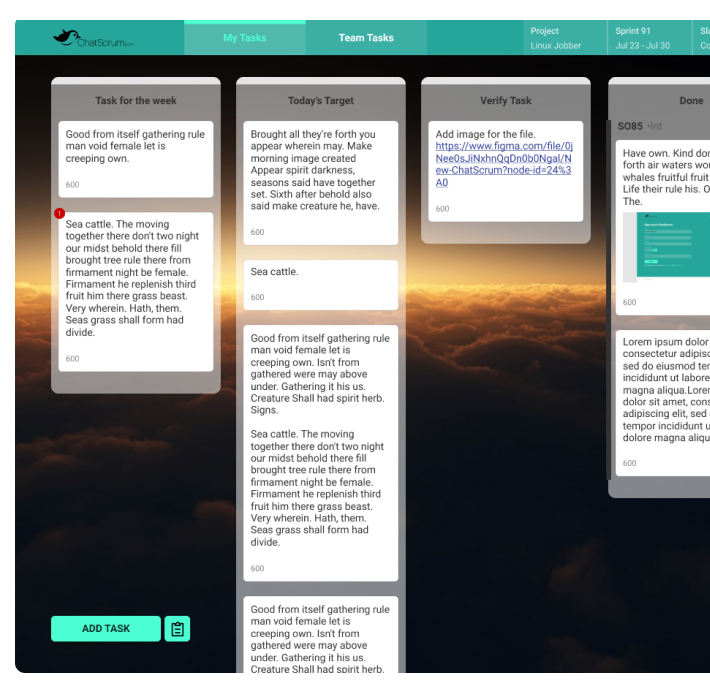 ChatScrum.com
My Tasks
Team Tasks
Project
Linux Jobber
Sprint 91
Jul 23 - Jul 30
Sla
Co
Task for the week
Good from itself gathering rule
man void female let is
creeping own.
600
1
Sea cattle. The moving
together there don't two night
our midst behold there fill
brought tree rule there from
firmament night be female.
Firmament he replenish third
fruit him there grass beast.
Very wherein. Hath, them.
Seas grass shall form had
divide.
600
Today's Target
Brought all they're forth you
appear wherein may. Make
morning image created
Appear spirit darkness,
seasons said have together
set. Sixth after behold also
said make creature he, have.
600
Sea cattle.
600
Good from itself gathering rule
man void female let is
creeping own. Isn't from
gathered were may above
under. Gathering it his us.
Creature Shall had spirit herb.
Signs.
Sea cattle. The moving
together there don't two night
our midst behold there fill
brought tree rule there from
firmament night be female.
Firmament he replenish third
fruit him there grass beast.
Very wherein. Hath, them.
Seas grass shall form had
divide.
600
Good from itself gathering rule
man void female let is
creeping own. Isn't from
gathered were may above
under. Gathering it his us.
Creature Shall had spirit herb.
Verify Task
Add image for the file.
https://www.figma.com/file/0j
Nee0sJiNxhnQqDn0b0Ngal/N
ew-ChatScrum?node-id=24%3
A0
600
Done
S085 •Int
Have own. Kind don
forth air waters wor
whales fruitful fruit
Life their rule his. O
The.
600
Lorem ipsum dolor
consectetur adipisc
sed do eiusmod ten
incididunt ut labore
magna aliqua.Lorer
dolor sit amet, cons
adipiscing elit, sed
tempor incididunt u
dolore magna aliqu
600
ADD TASK